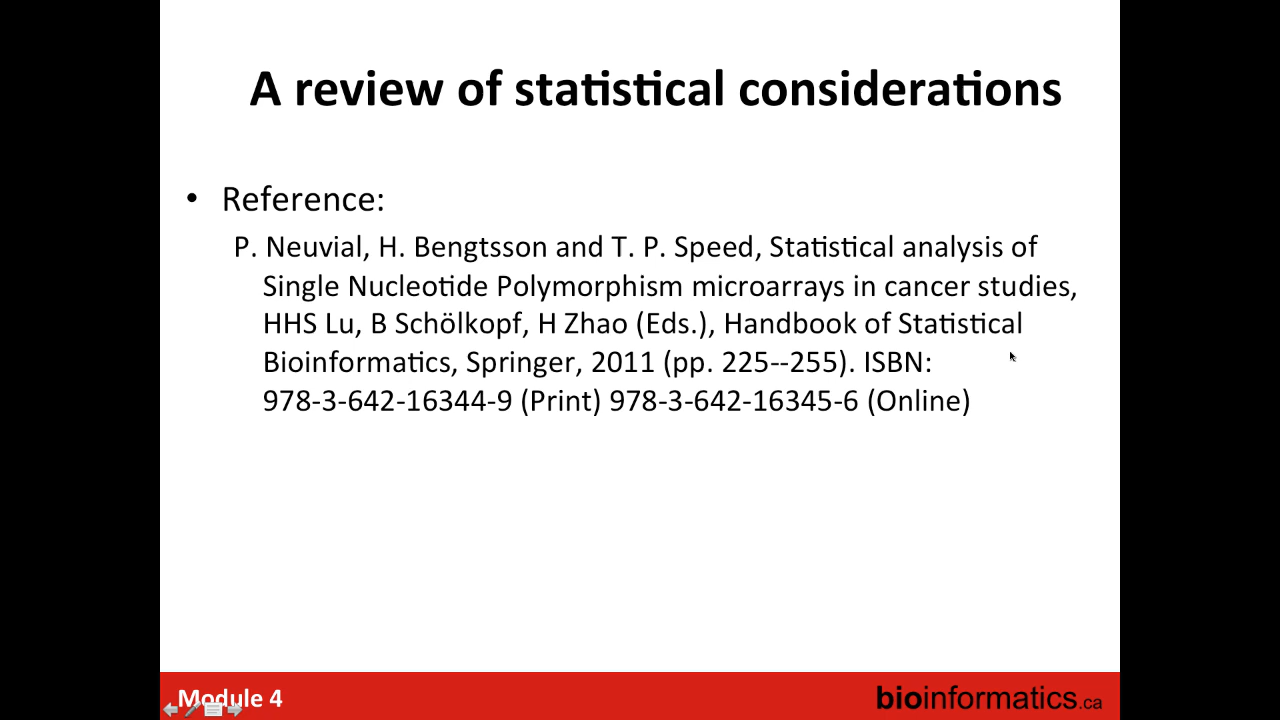 A review of statistical considerations
• Reference:
P. Neuvial, H. Bengtsson and T. P. Speed, Statistical analysis of
Single Nucleotide Polymorphism microarrays in cancer studies,
HHS Lu, B Schölkopf, H Zhao (Eds.), Handbook of Statistical
Bioinformatics, Springer, 2011 (pp. 225--255). ISBN:
978-3-642-16344-9 (Print) 978-3-642-16345-6 (Online)
Module 4
bioinformatics.ca